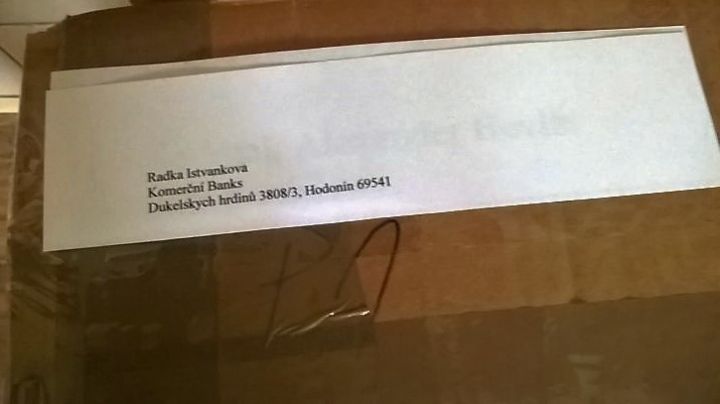 Radka Istvankova
Komerční Banks
Dukelskych hrdinů 3808/3, Hodonin 69541